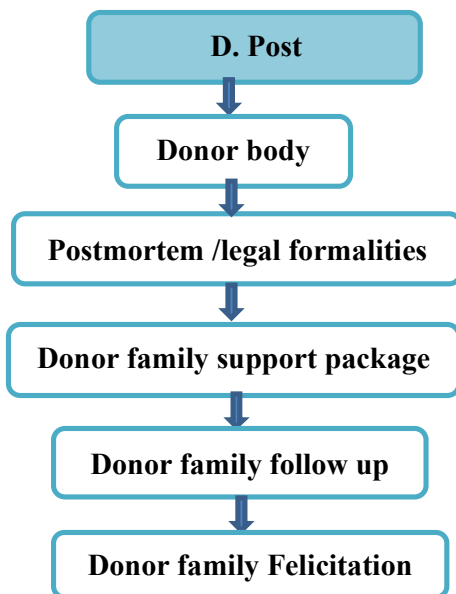 D. Post
Donor body
Postmortem /legal formalities
Donor family support package
Donor family follow up
Donor family Felicitation